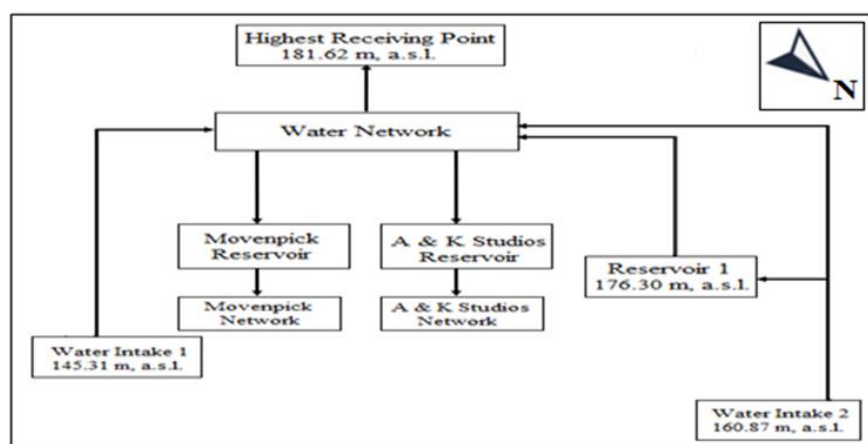 Highest Receiving Point
181.62 m, a.s.l.
N
Water Network
Movenpick
Reservoir
A & K Studios
Reservoir
Reservoir 1
176.30 m, a.s.l.
Movenpick
Network
A & K Studios
Network
Water Intake 1
145.31 m, a.s.l.
Water Intake 2
160.87 m, a.s.l.